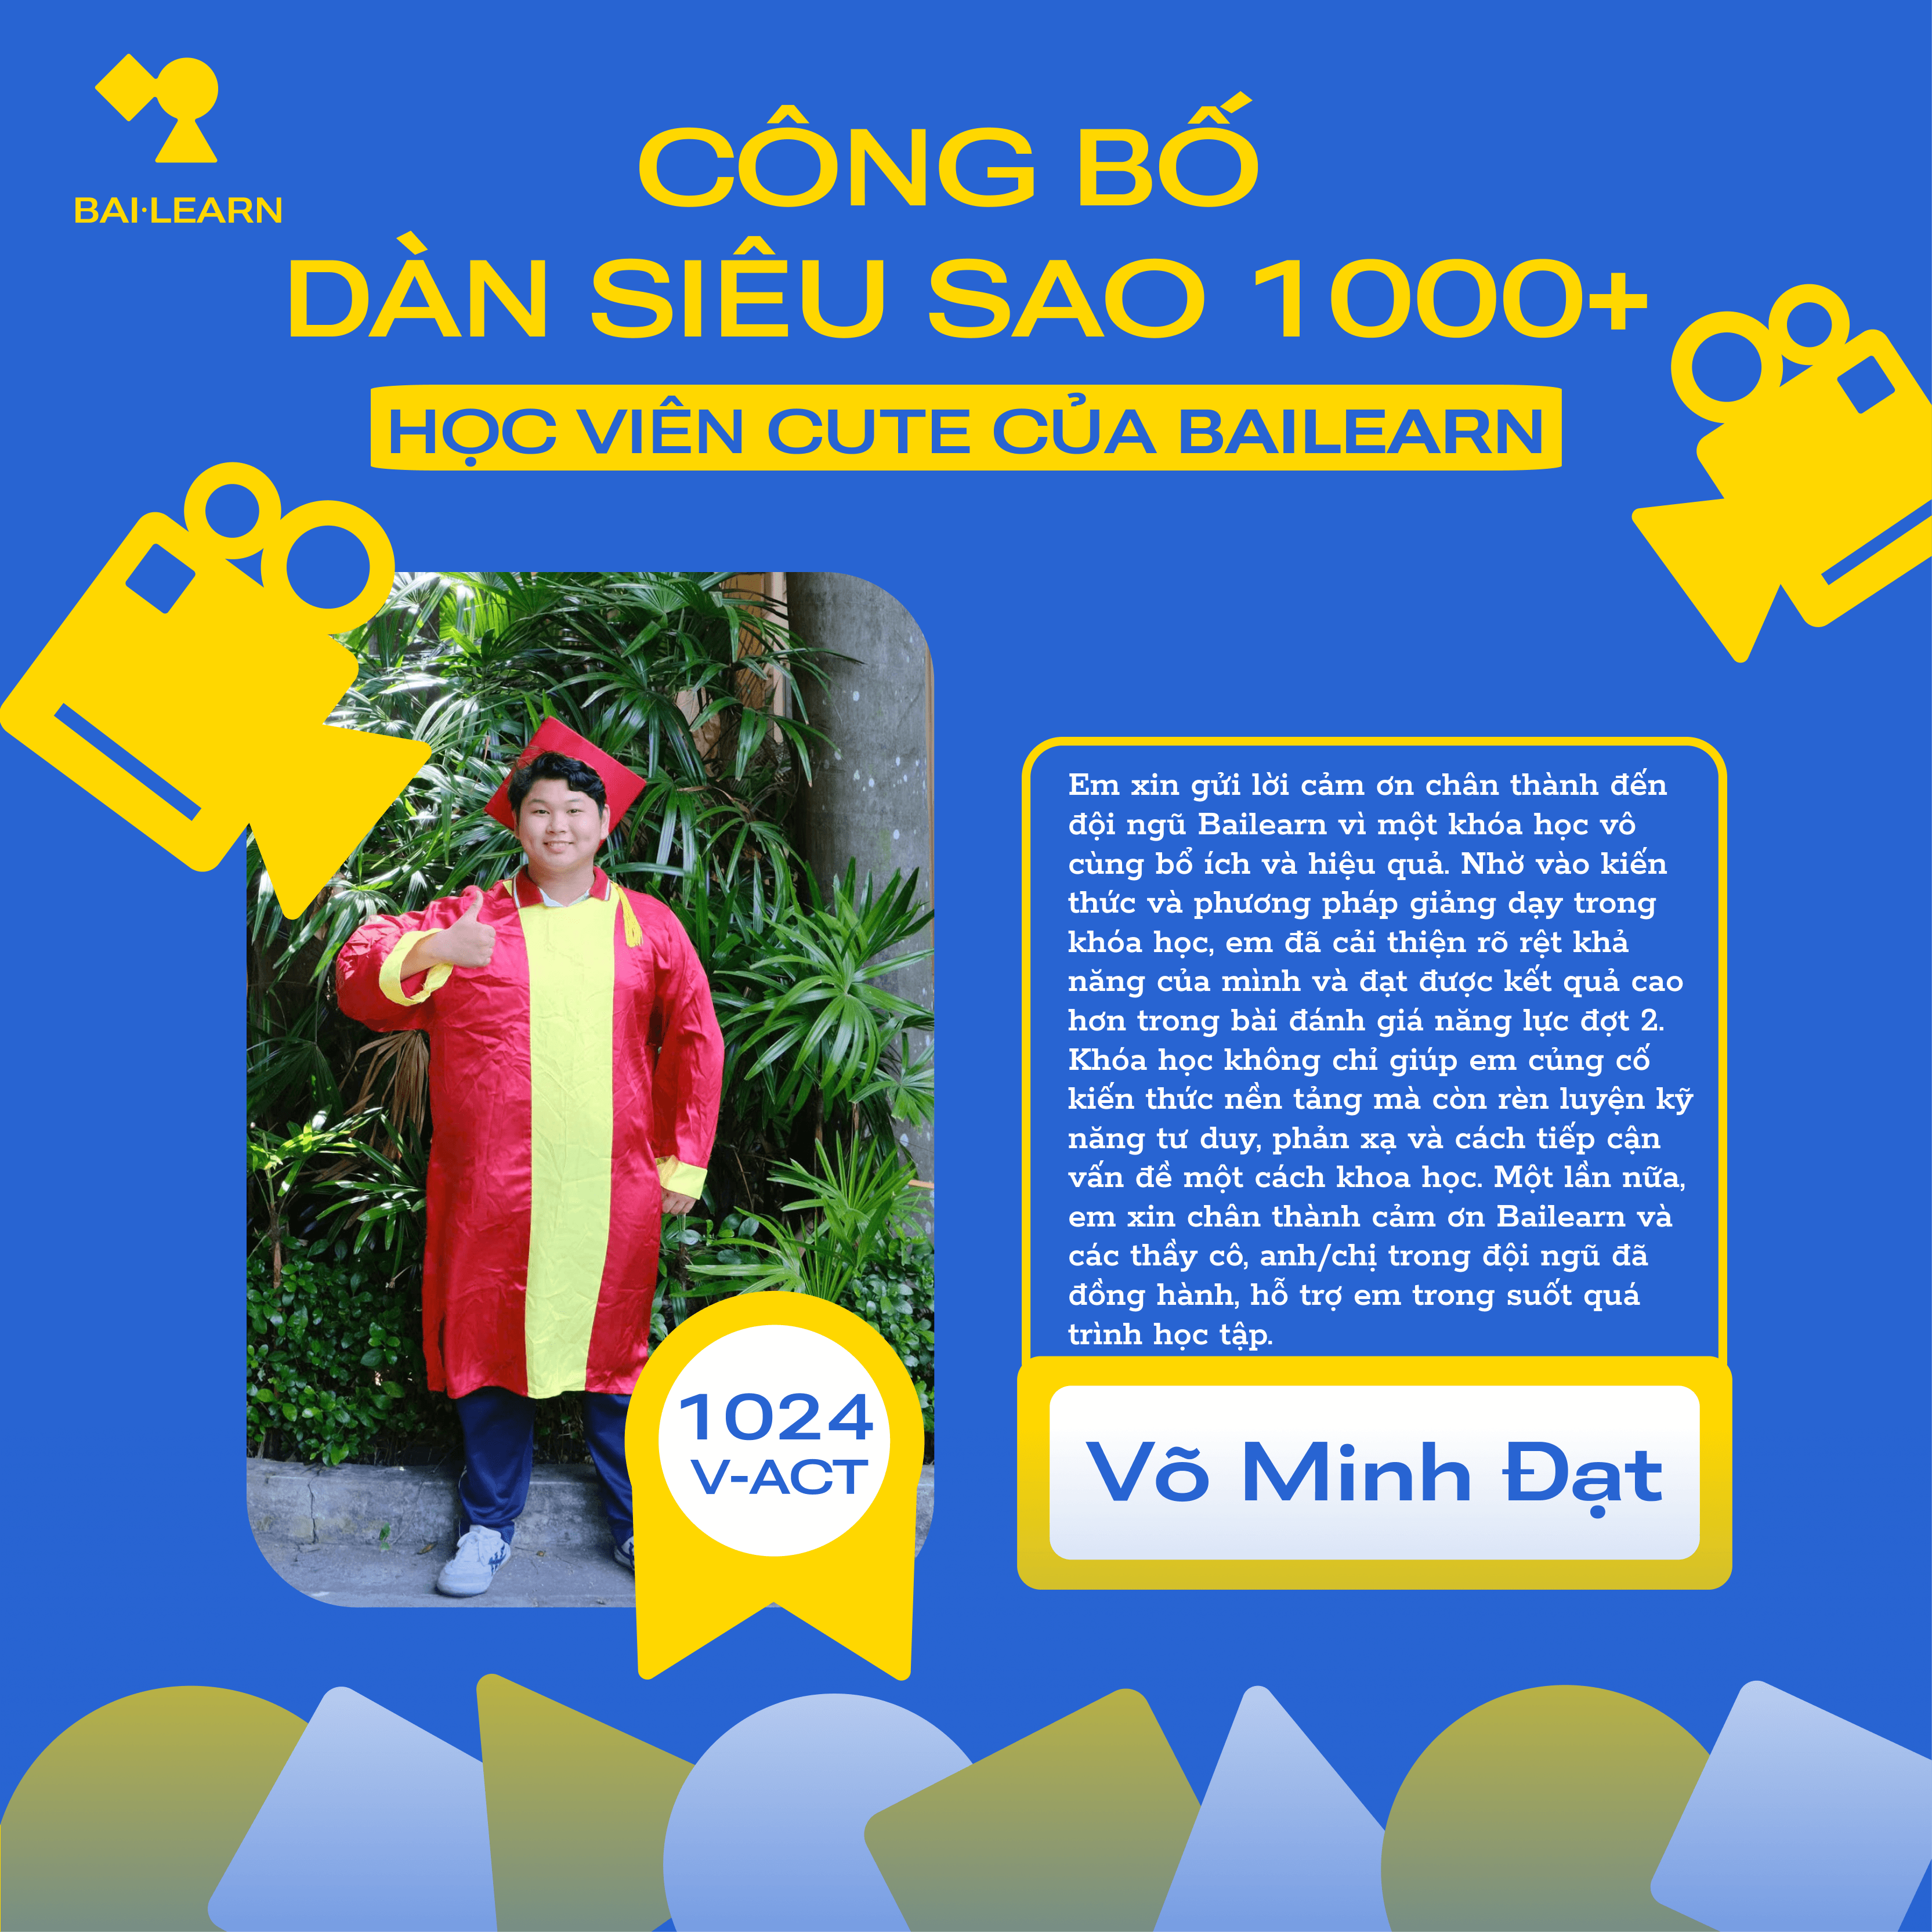 BAI·LEARN
CÔNG BỐ
DÀN SIÊU SAO 1000+
HỌC VIÊN CUTE CỦA BAILEARN
Em xin gửi lời cảm ơn chân thành đến
đội ngũ Bailearn vì một khóa học vô
cùng bổ ích và hiệu quả. Nhờ vào kiến
thức và phương pháp giảng dạy trong
khóa học, em đã cải thiện rõ rệt khả
năng của mình và đạt được kết quả cao
hơn trong bài đánh giá năng lực đợt 2.
Khóa học không chỉ giúp em củng cố
kiến thức nền tảng mà còn rèn luyện kỹ
năng tư duy, phản xạ và cách tiếp cận
vấn đề một cách khoa học. Một lần nữa,
em xin chân thành cảm ơn Bailearn và
các thầy cô, anh/chị trong đội ngũ đã
đồng hành, hỗ trợ em trong suốt quá
trình học tập.
1024
V-ACT
Võ Minh Đạt